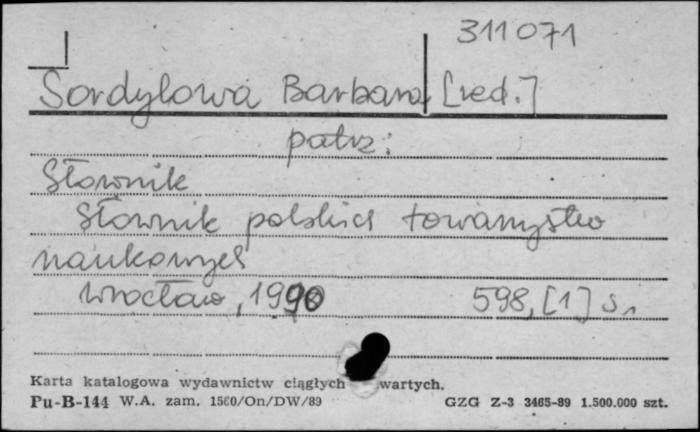 311071
Sordylowa Barbara [red.]
patrz:
Słownik
Słownik polskich towarzystw
naukowych
Wrocław, 1990 598, [1] s.
Karta katalogowa wydawnictw ciągłych wartych.
Pu-B-144 W.A. zam. 1560/On/DW/89 GZG Z-3 3465-89 1.500.000 szt.